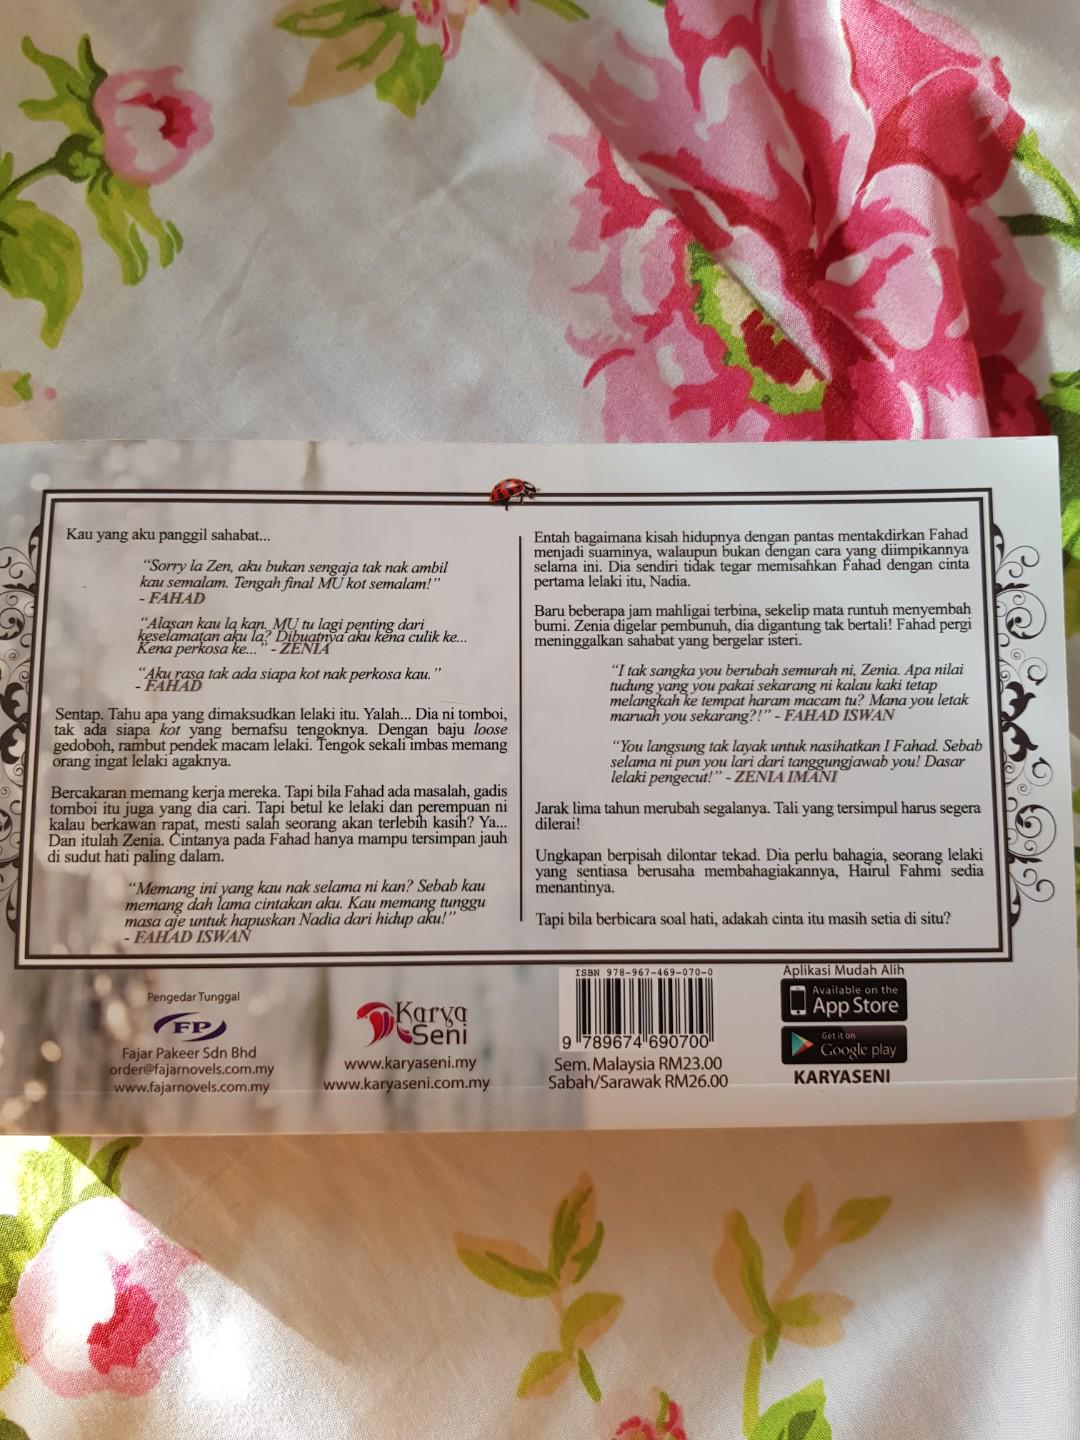 Kau yang aku panggil sahabat...
“Sorry la Zen, aku bukan sengaja tak nak ambil
kau semalam. Tengah final MU kot semalam!”
- FAHAD
“Alasan kau la kan. MU tu lagi penting dari
keselamatan aku la? Dibuatnya aku kena culik ke...
Kena perkosa ke...” - ZENIA
“Aku rasa tak ada siapa kot nak perkosa kau.”
- FAHAD
Sentap. Tahu apa yang dimaksudkan lelaki itu. Yalah... Dia ni tomboi,
tak ada siapa kot yang bernafsu tengoknya. Dengan baju loose
gedoboh, rambut pendek macam lelaki. Tengok sekali imbas memang
orang ingat lelaki agaknya.
Bercakaran memang kerja mereka. Tapi bila Fahad ada masalah, gadis
tomboi itu juga yang dia cari. Tapi betul ke lelaki dan perempuan ni
kalau berkawan rapat, mesti salah seorang akan terlebih kasih? Ya...
Dan itulah Zenia. Cintanya pada Fahad hanya mampu tersimpan jauh
di sudut hati paling dalam.
“Memang ini yang kau nak selama ni kan? Sebab kau
memang dah lama cintakan aku. Kau memang tunggu
masa aje untuk hapuskan Nadia dari hidup aku!”
- FAHAD ISWAN
Entah bagaimana kisah hidupnya dengan pantas mentakdirkan Fahad
menjadi suaminya, walaupun bukan dengan cara yang diimpikannya
selama ini. Dia sendiri tidak tegar memisahkan Fahad dengan cinta
pertama lelaki itu, Nadia.
Baru beberapa jam mahligai terbina, sekelip mata runtuh menyembah
bumi. Zenia digelar pembunuh, dia digantung tak bertali! Fahad pergi
meninggalkan sahabat yang bergelar isteri.
“I tak sangka you berubah semurah ni, Zenia. Apa nilai
tudung yang you pakai sekarang ni kalau kaki tetap
melangkah ke tempat haram macam tu? Mana you letak
maruah you sekarang?!” - FAHAD ISWAN
“You langsung tak layak untuk nasihatkan I Fahad. Sebab
selama ni pun you lari dari tanggungjawab you! Dasar
lelaki pengecut!” - ZENIA IMANI
Jarak lima tahun merubah segalanya. Tali yang tersimpul harus segera
dilerai!
Ungkapan berpisah dilontar tekad. Dia perlu bahagia, seorang lelaki
yang sentiasa berusaha membahagiakannya, Hairul Fahmi sedia
menantinya.
Tapi bila berbicara soal hati, adakah cinta itu masih setia di situ?
Pengedar Tunggal
FP
Fajar Pakeer Sdn Bhd
order@fajarnovels.com.my
www.fajarnovels.com.my
Karya
Seni
www.karyaseni.my
www.karyaseni.com.my
ISBN 978-967-469-070-0
9 789674 690700
Sem. Malaysia RM23.00
Sabah/Sarawak RM26.00
Aplikasi Mudah Alih
Available on the
App Store
Get it on
Google play
KARYASENI